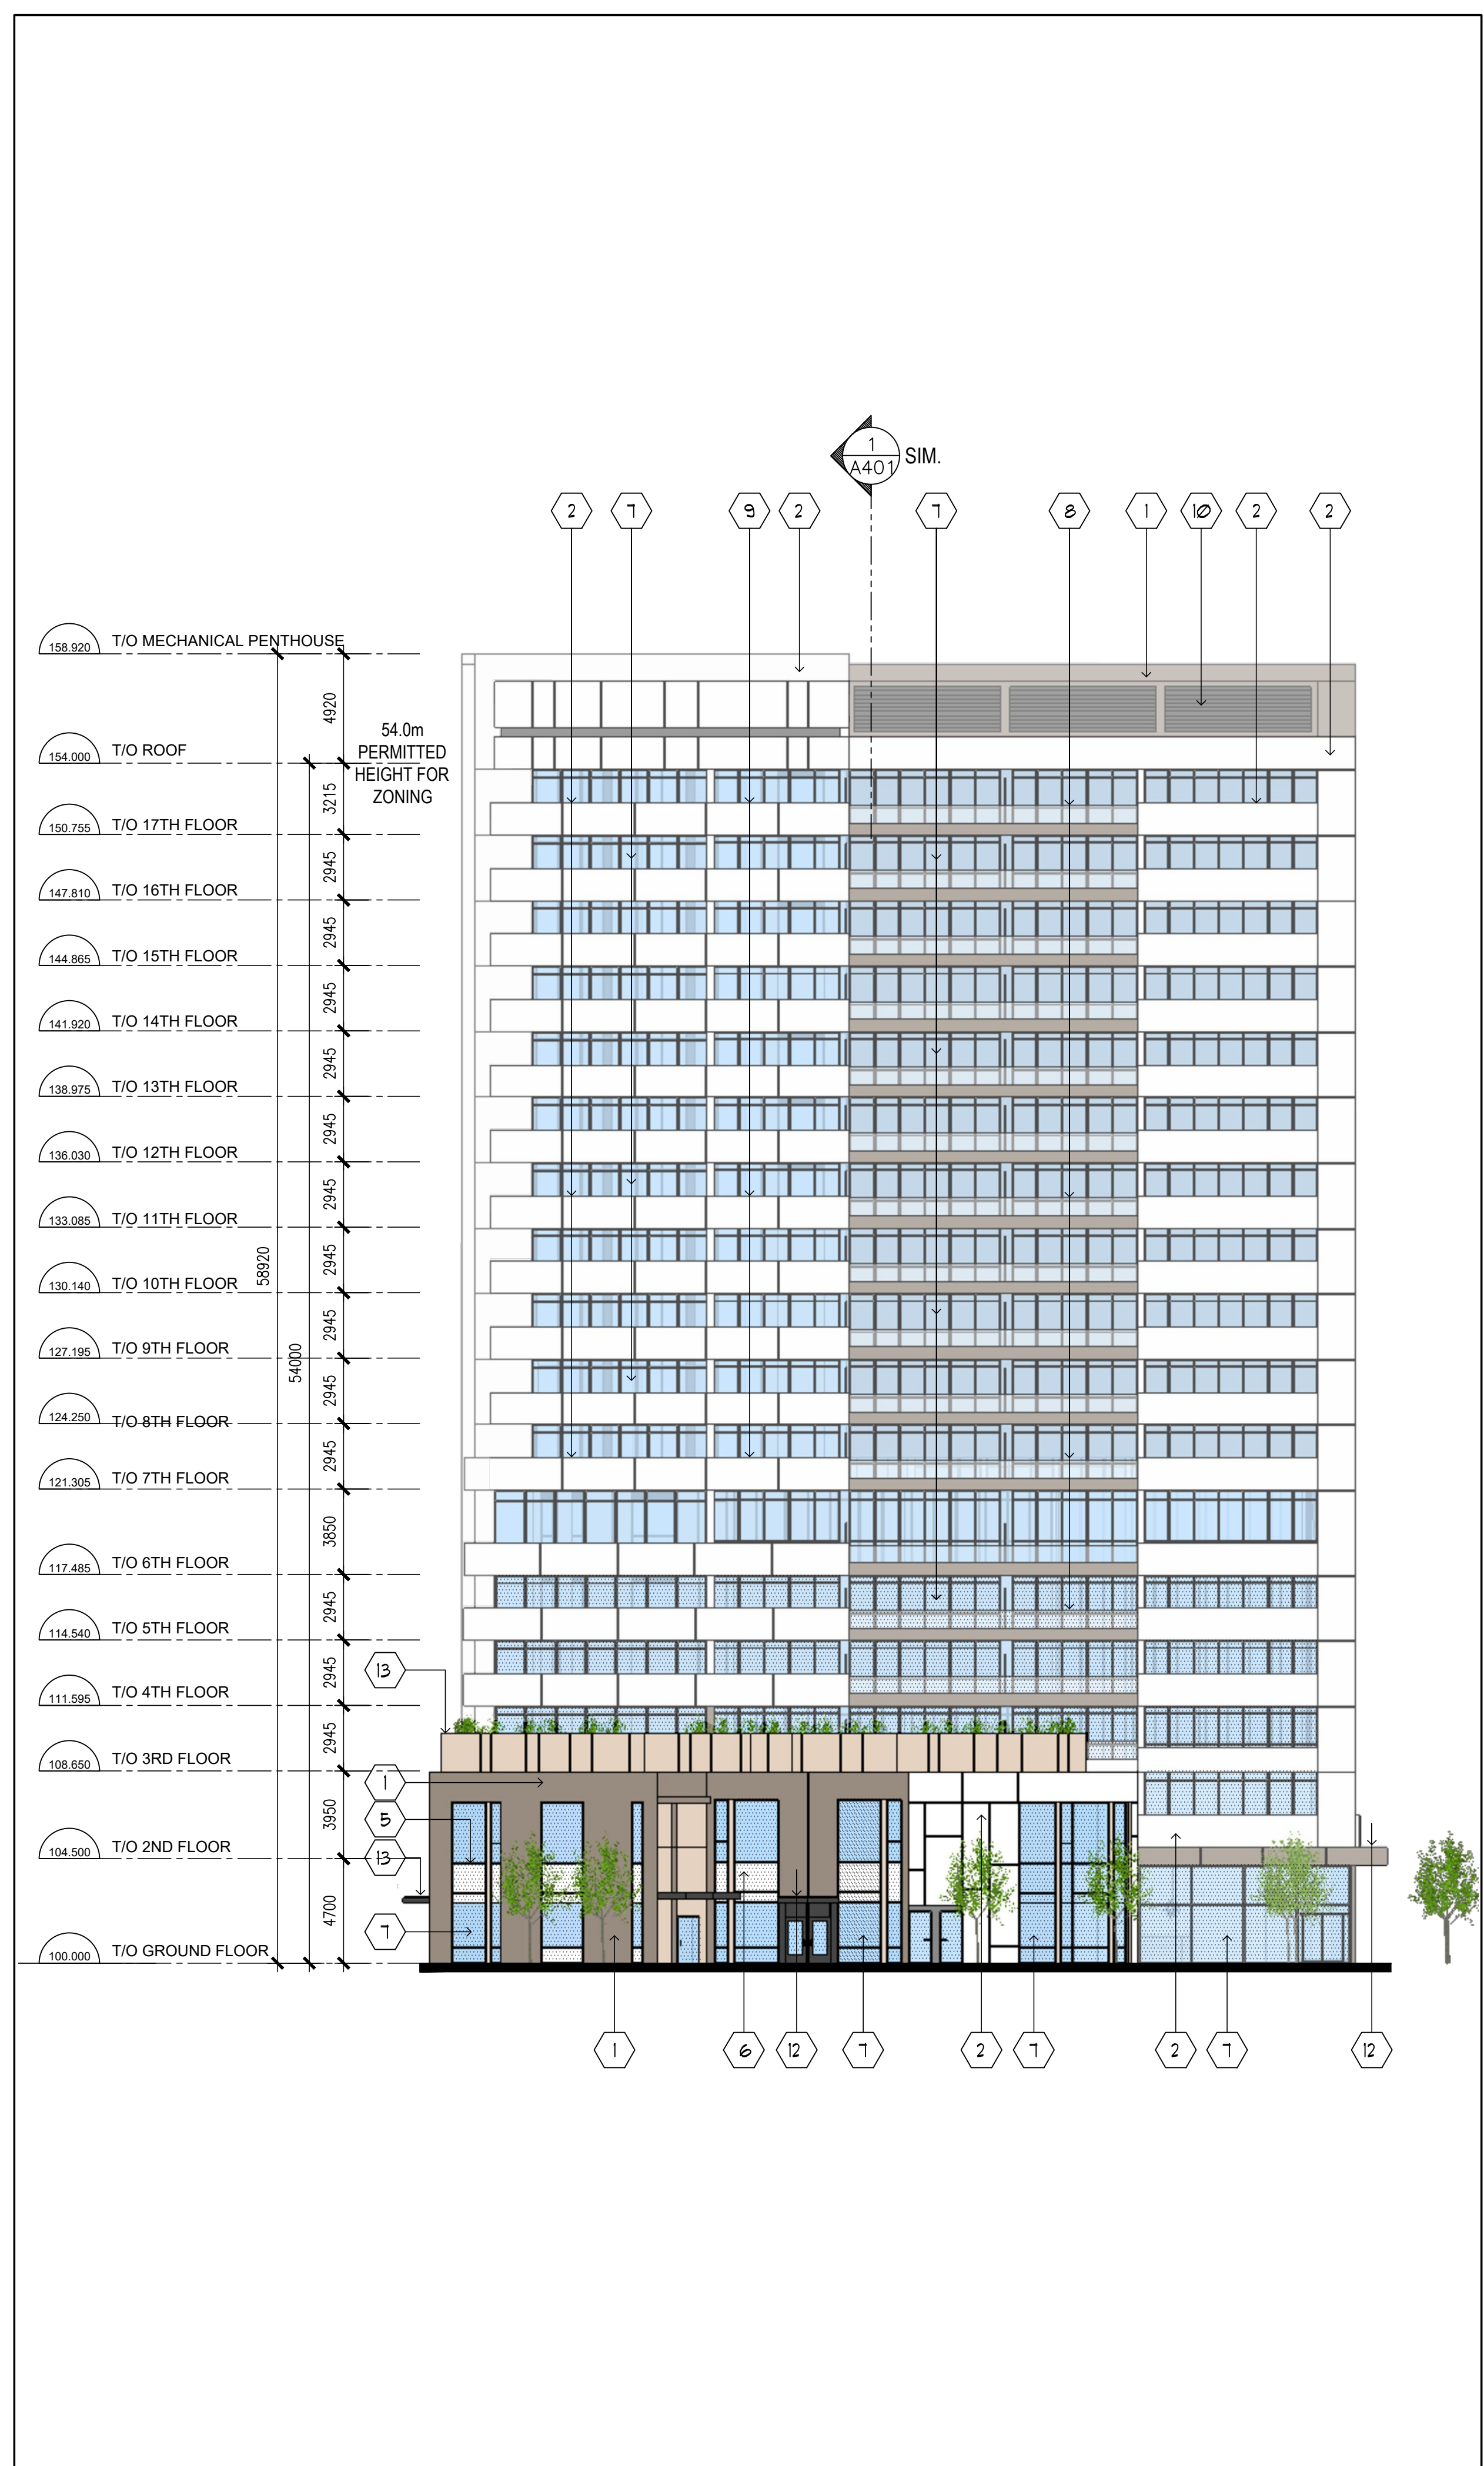 1
A401
SIM.
2
7
9
2
7
8
1
10
2
2
158.920 T/O MECHANICAL PENTHOUSE
4920
54.0m
PERMITTED
HEIGHT FOR
ZONING
154.000 T/O ROOF
3215
150.755 T/O 17TH FLOOR
2945
147.810 T/O 16TH FLOOR
2945
144.865 T/O 15TH FLOOR
2945
141.920 T/O 14TH FLOOR
2945
138.975 T/O 13TH FLOOR
2945
136.030 T/O 12TH FLOOR
2945
133.085 T/O 11TH FLOOR
2945
58920
130.140 T/O 10TH FLOOR
2945
127.195 T/O 9TH FLOOR
54000
2945
124.250 T/O 8TH FLOOR
2945
121.305 T/O 7TH FLOOR
3850
117.485 T/O 6TH FLOOR
2945
114.540 T/O 5TH FLOOR
2945
13
111.595 T/O 4TH FLOOR
2945
108.650 T/O 3RD FLOOR
1
5
3950
104.500 T/O 2ND FLOOR
13
4700
7
100.000 T/O GROUND FLOOR
1
6
12
7
2
7
2
7
12